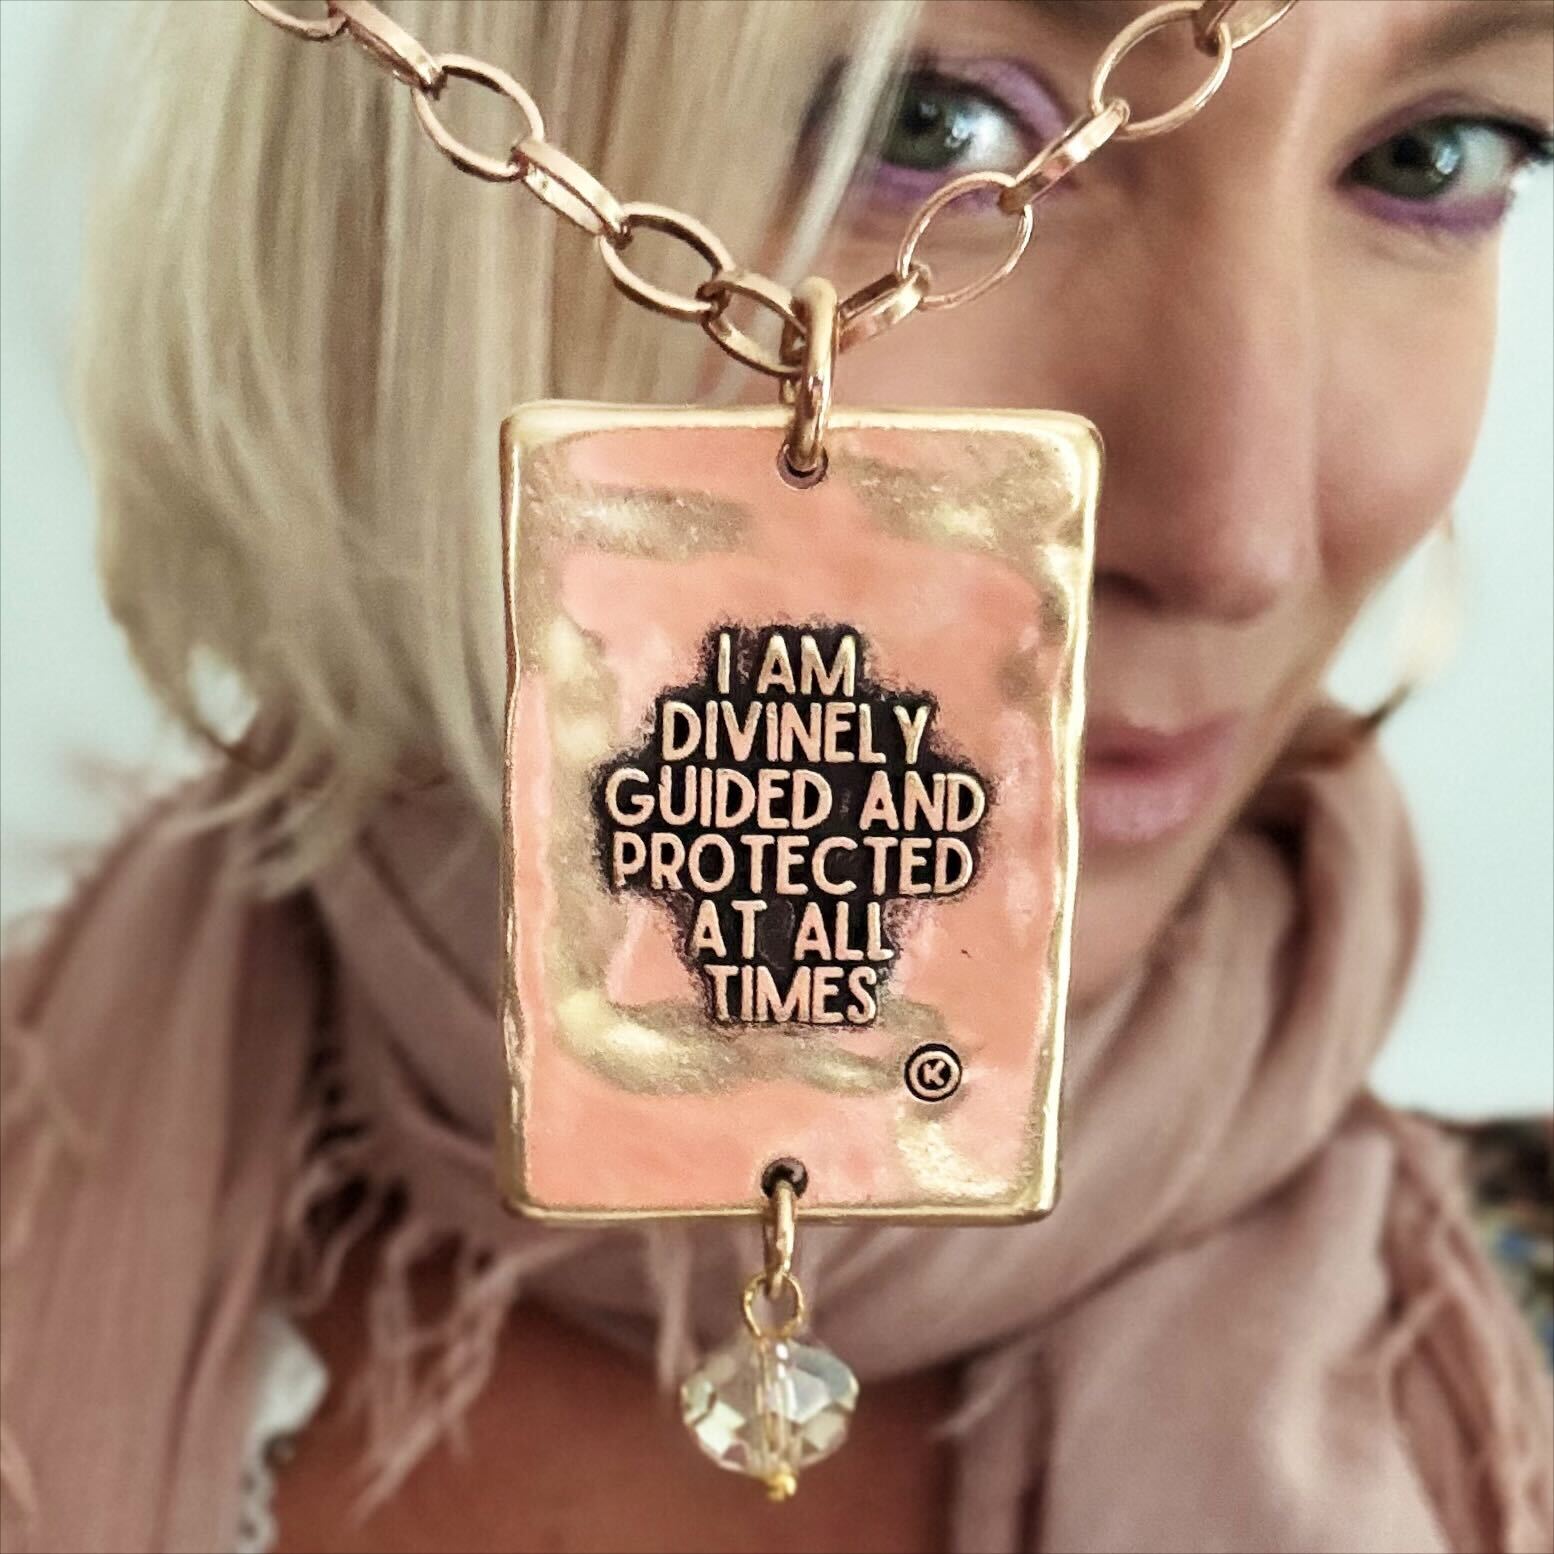 I AM
DIVINELY
GUIDED AND
PROTECTED
AT ALL
TIMES
K